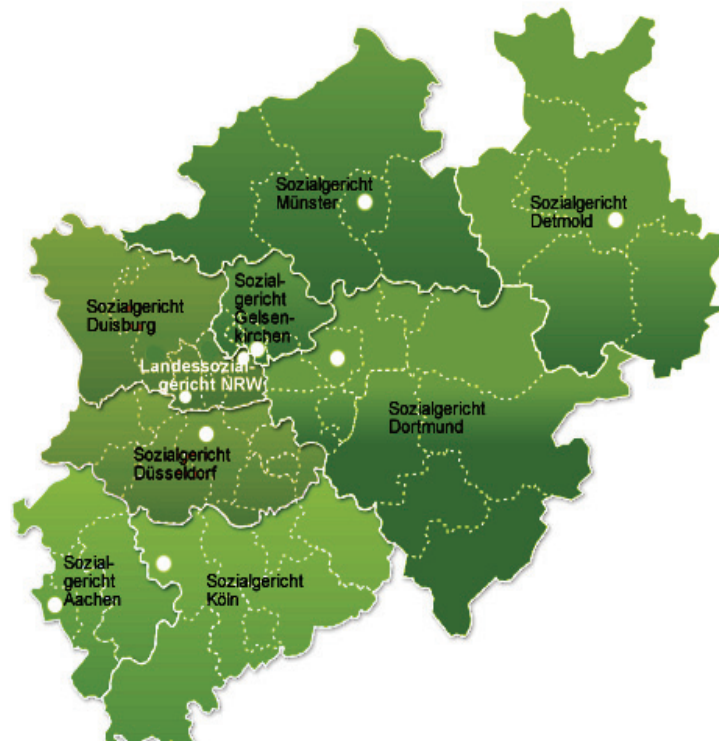 Sozialgericht
Münster
Sozialgericht
Detmold
Sozial-
gericht
Gelsen-
kirchen
Sozialgericht
Duisburg
Landessozial-
gericht NRW
Sozialgericht
Dortmund
Sozialgericht
Düsseldorf
Sozial-
gericht
Aachen
Sozialgericht
Köln